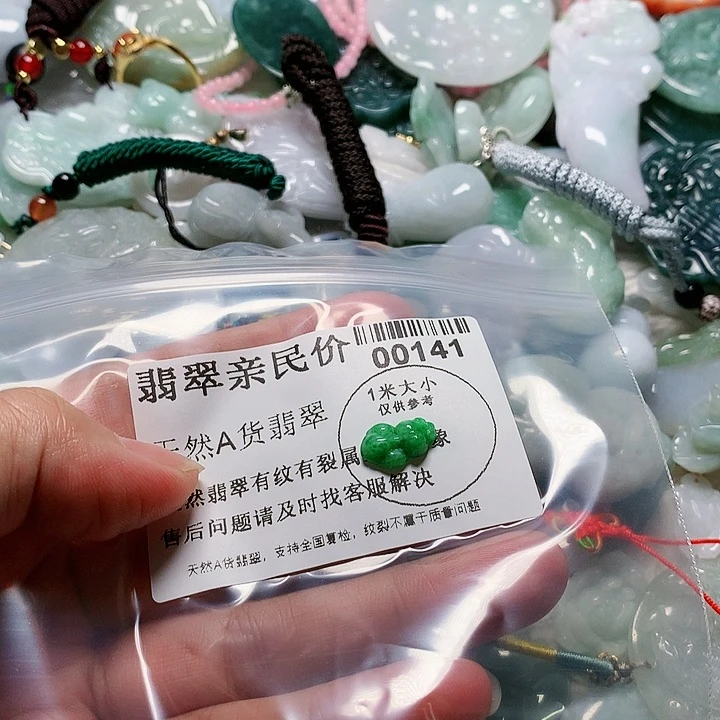 翡翠亲民价
00141
1米大小
仅供参考
天然A货翡翠
然翡翠有纹有裂属 象
售后问题请及时找客服解决
天然A货翡翠，支持全国复检，纹裂不属于质量问题